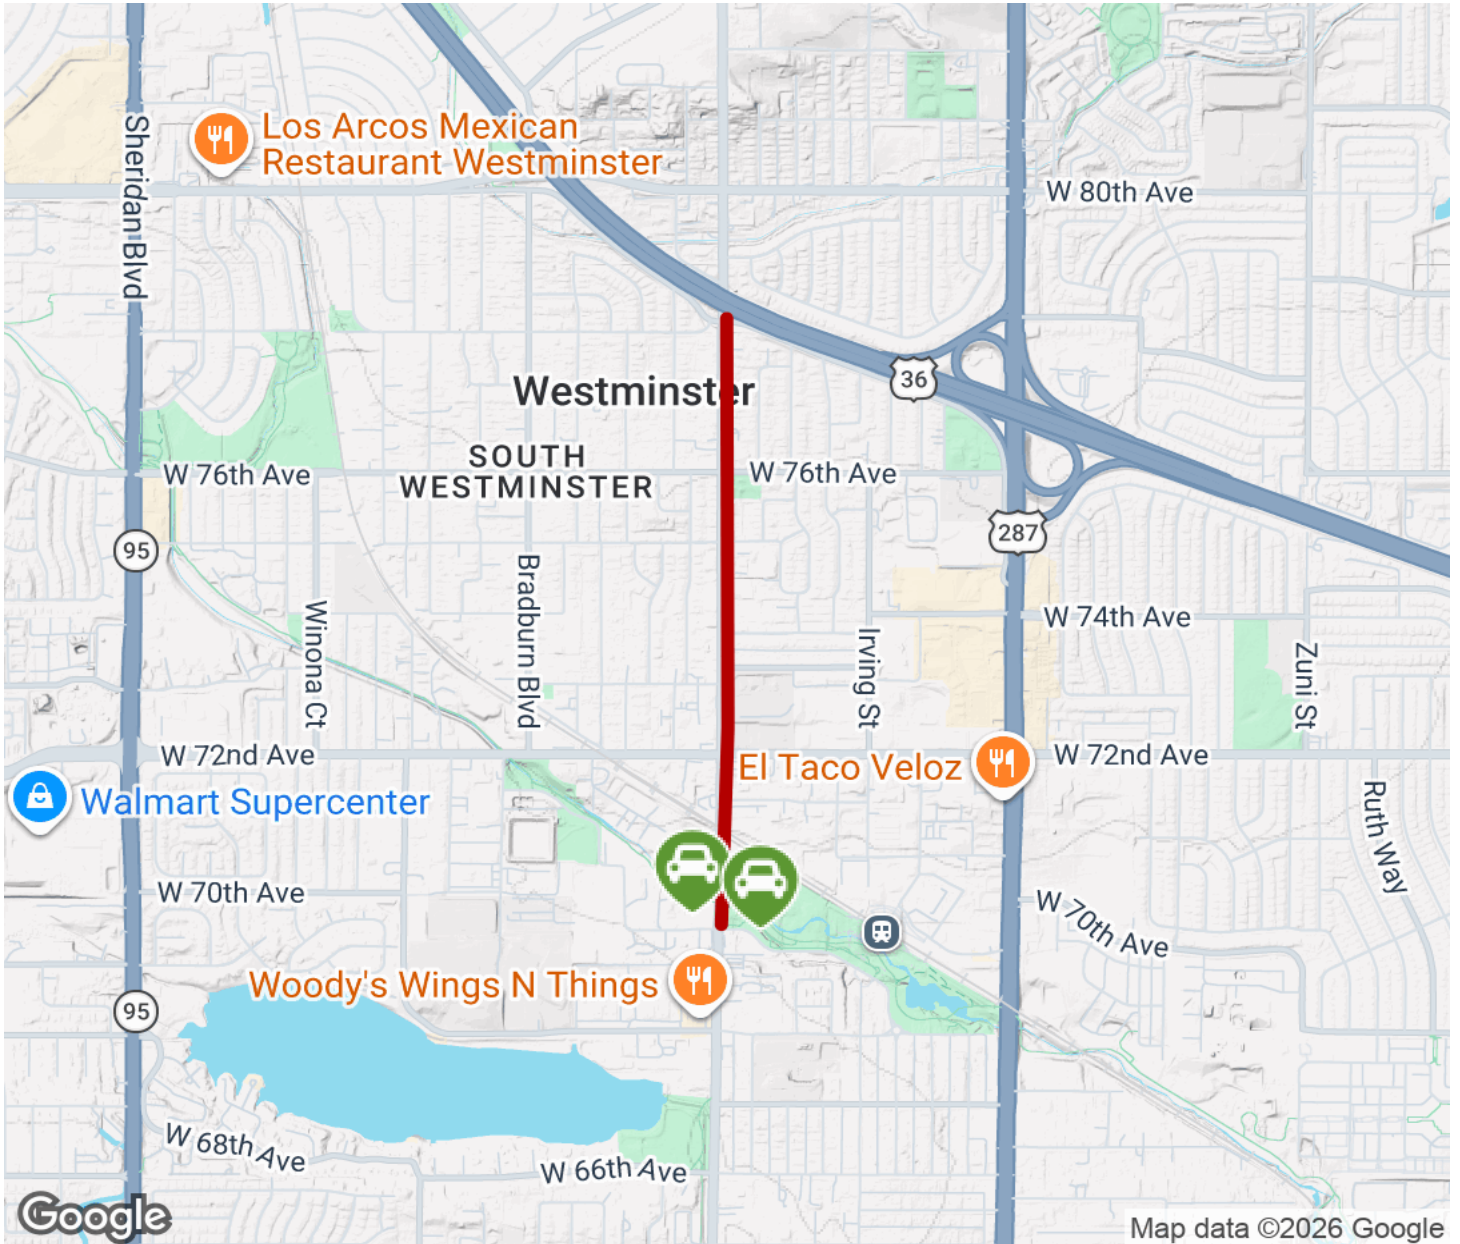 Los Arcos Mexican
Restaurant Westminster
Sheridan Blvd
W 80th Ave
36
Westminster
SOUTH
WESTMINSTER
W 76th Ave
W 76th Ave
287
95
Bradburn Blvd
Winona Ct
W 74th Ave
Irving St
Zuni St
W 72nd Ave
El Taco Veloz
W 72nd Ave
Walmart Supercenter
Ruth Way
W 70th Ave
W 70th Ave
Woody's Wings N Things
95
W 68th Ave
W 66th Ave
Google
Map data ©2026 Google